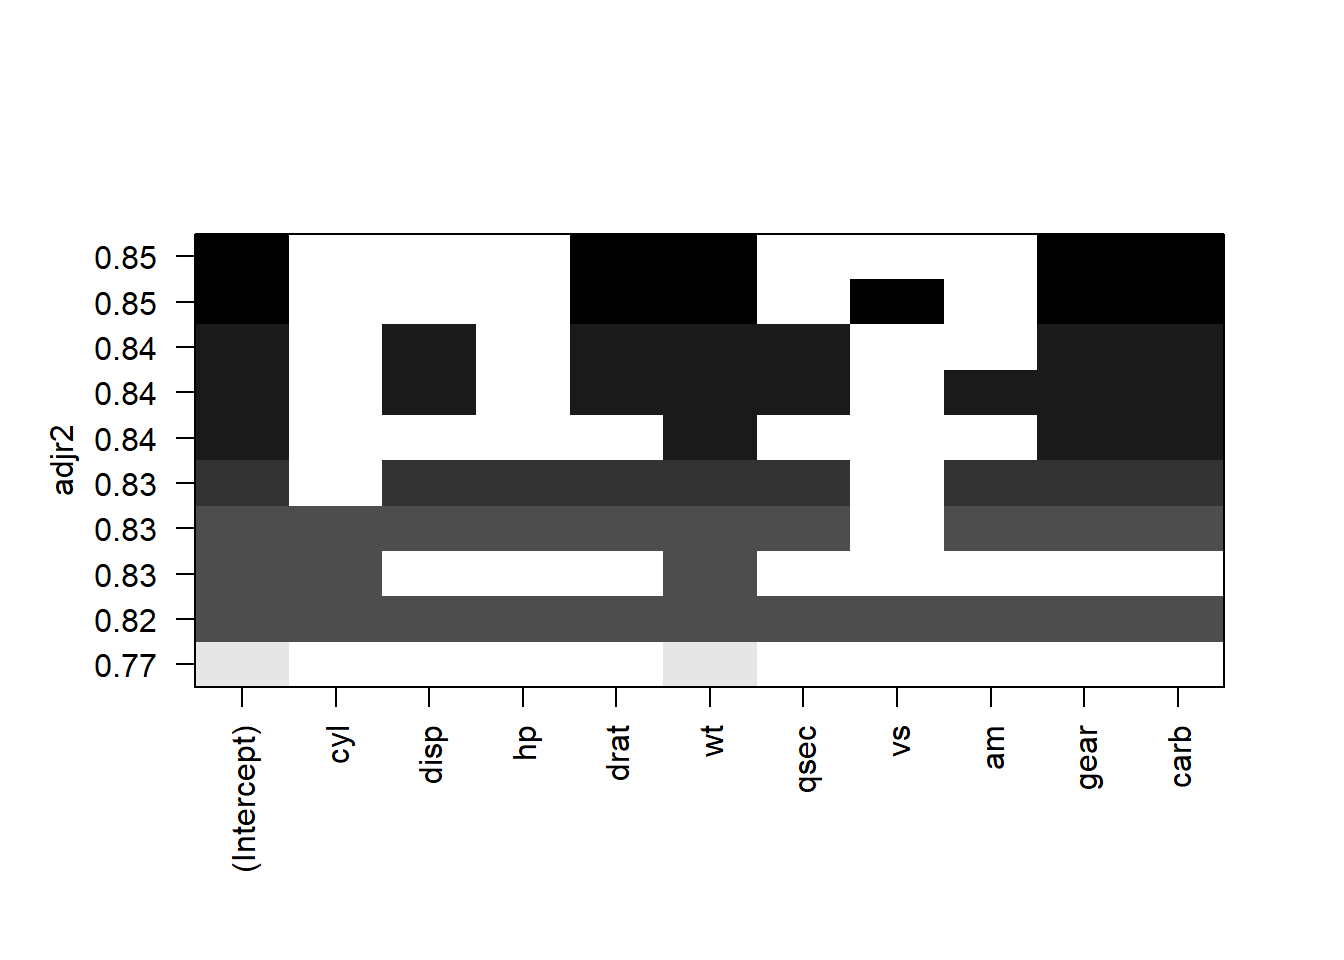 0.85
0.85
0.84
0.84
0.84
0.83
0.83
0.83
0.82
0.77
adjr2
(Intercept)
cyl
disp
hp
drat
wt
qsec
vs
am
gear
carb